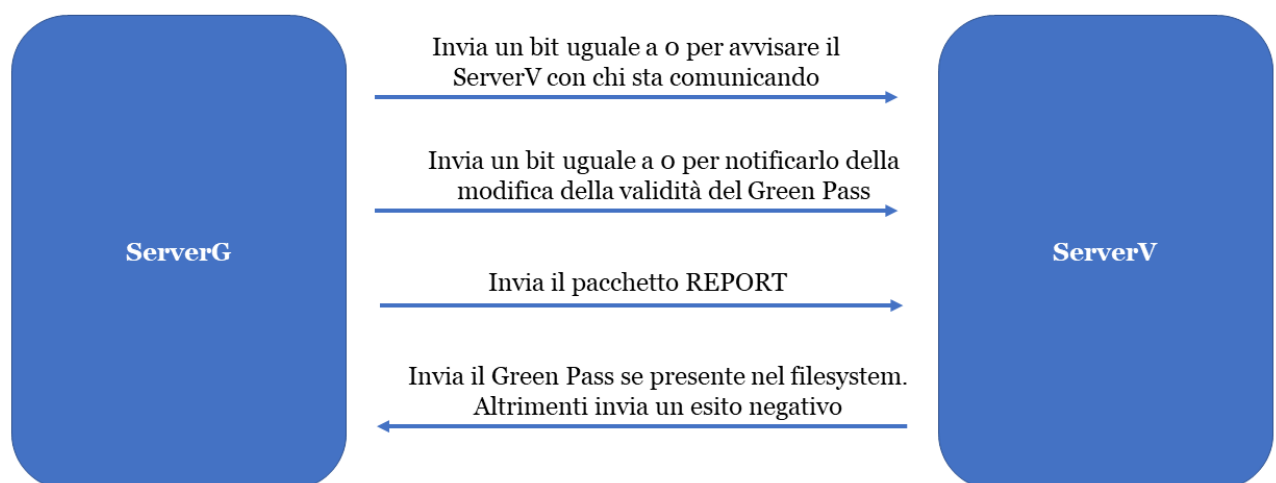 Invia un bit uguale a 0 per avvisare il
ServerV con chi sta comunicando
Invia un bit uguale a 0 per notificarlo della
modifica della validità del Green Pass
ServerG
ServerV
Invia il pacchetto REPORT
Invia il Green Pass se presente nel filesystem.
Altrimenti invia un esito negativo